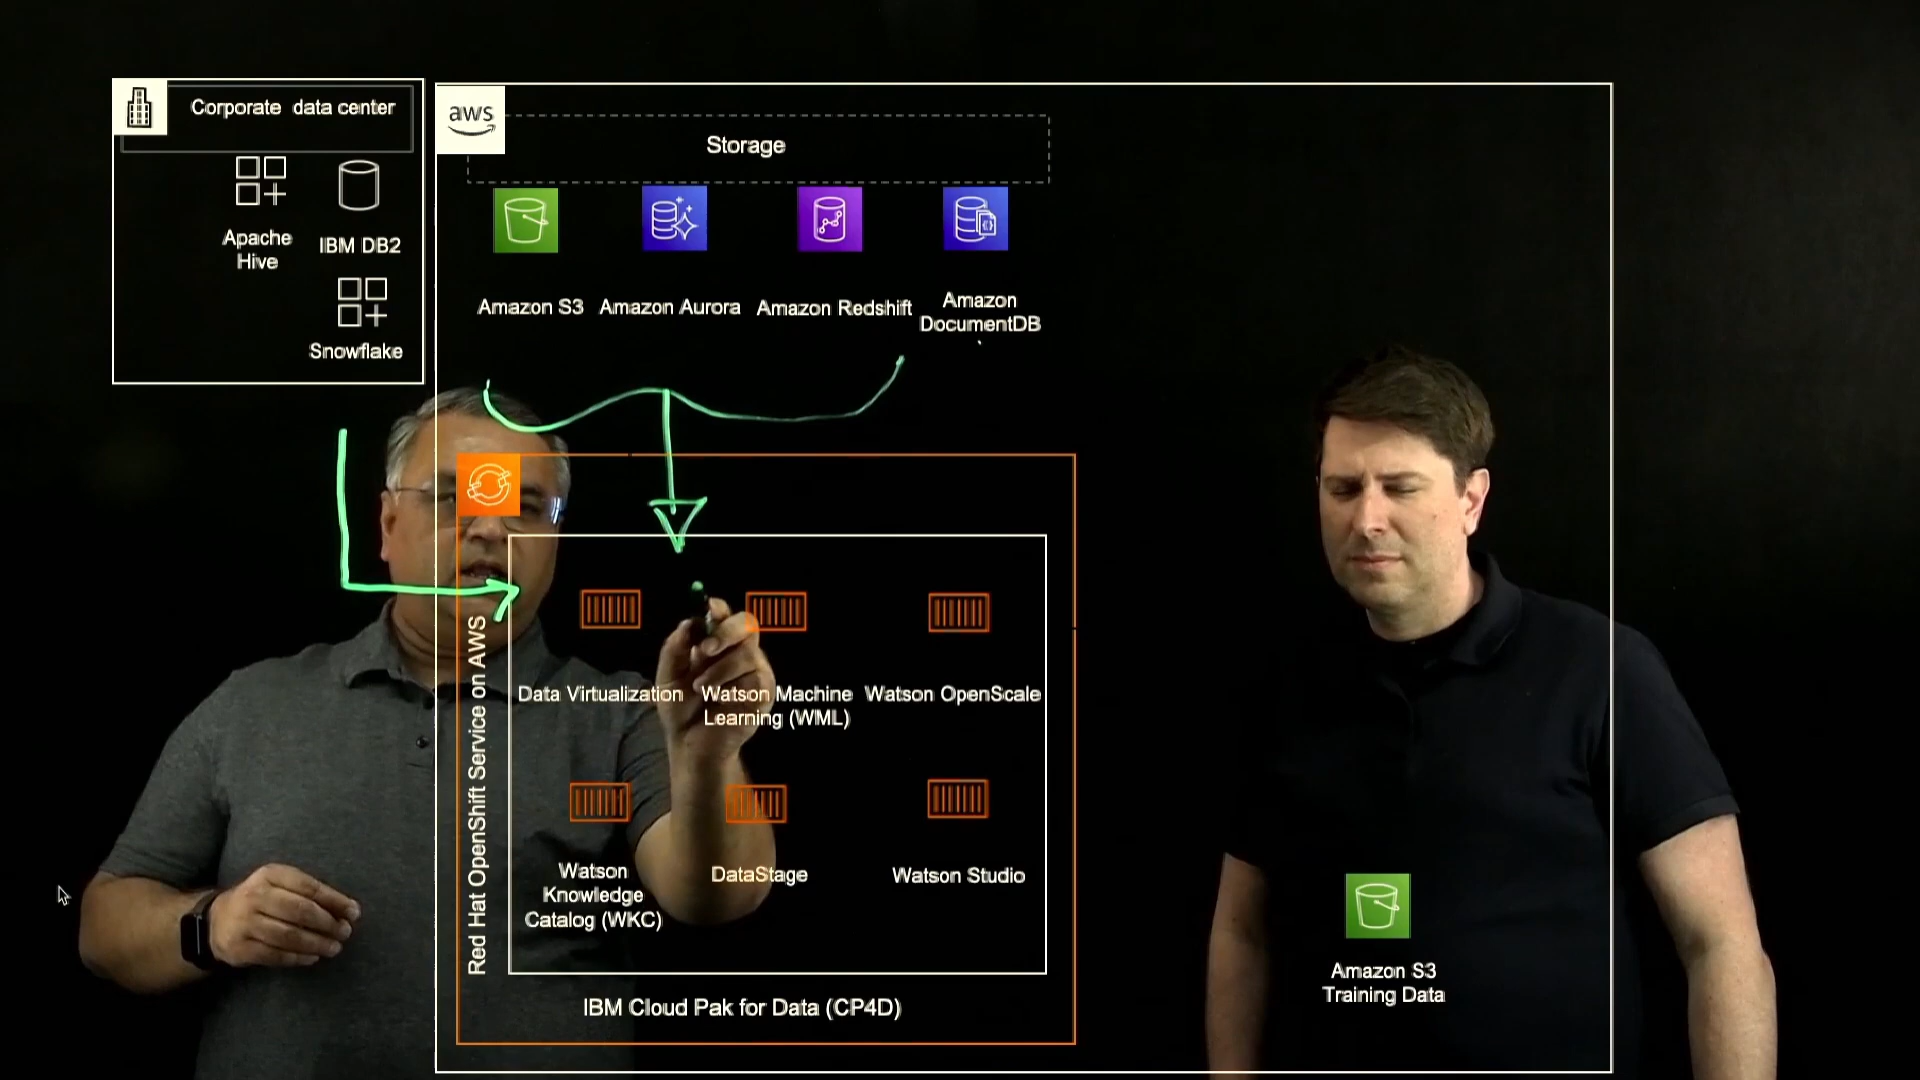 Corporate data center
Apache
Hive
IBM DB2
Snowflake
aws
Storage
Amazon S3
Amazon Aurora
Amazon Redshift
Amazon
DocumentDB
Red Hat OpenShift Service on AWS
Data Virtualization
Watson Machine
Learning (WML)
Watson OpenScale
Watson
Knowledge
Catalog (WKC)
DataStage
Watson Studio
IBM Cloud Pak for Data (CP4D)
Amazon S3
Training Data